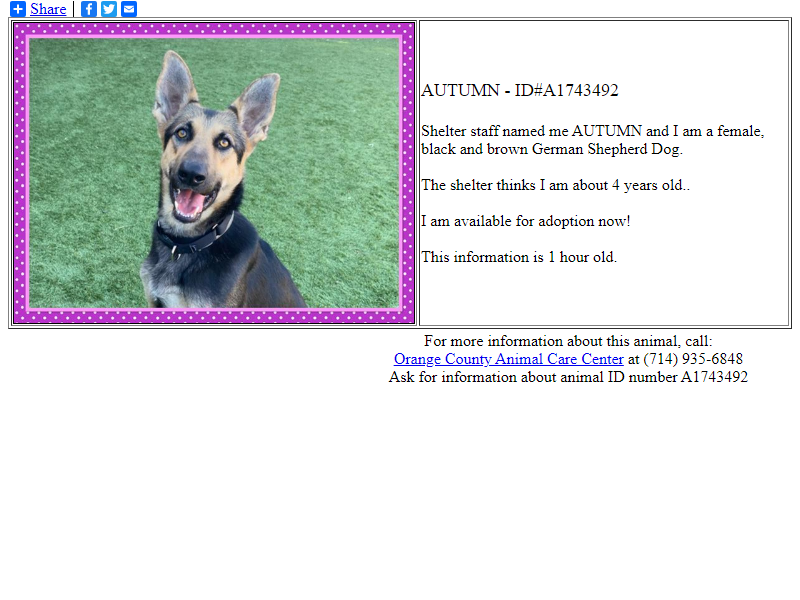 Share |
AUTUMN - ID#A1743492
Shelter staff named me AUTUMN and I am a female,
black and brown German Shepherd Dog.
The shelter thinks I am about 4 years old..
I am available for adoption now!
This information is 1 hour old.
For more information about this animal, call:
Orange County Animal Care Center at (714) 935-6848
Ask for information about animal ID number A1743492